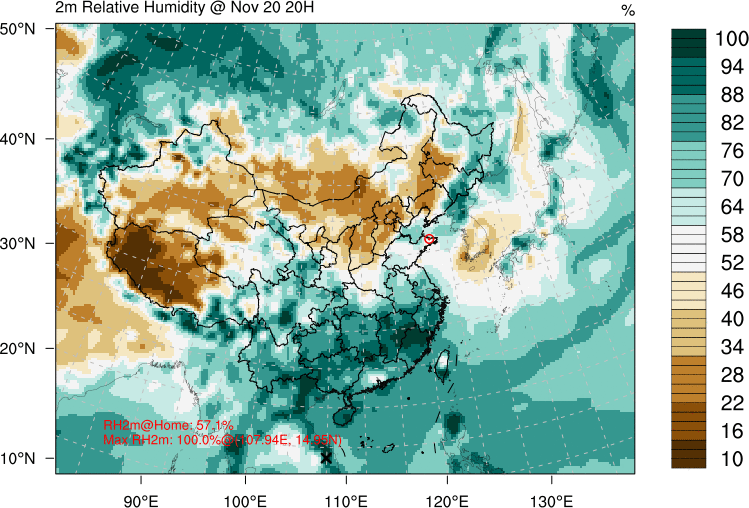 2m Relative Humidity @ Nov 20 20H
%
50°N
40°N
30°N
20°N
10°N
90°E
100°E
110°E
120°E
130°E
RH2m@Home: 57.1%
Max RH2m: 100.0%@(107.94E, 14.95N)
100
94
88
82
76
70
64
58
52
46
40
34
28
22
16
10